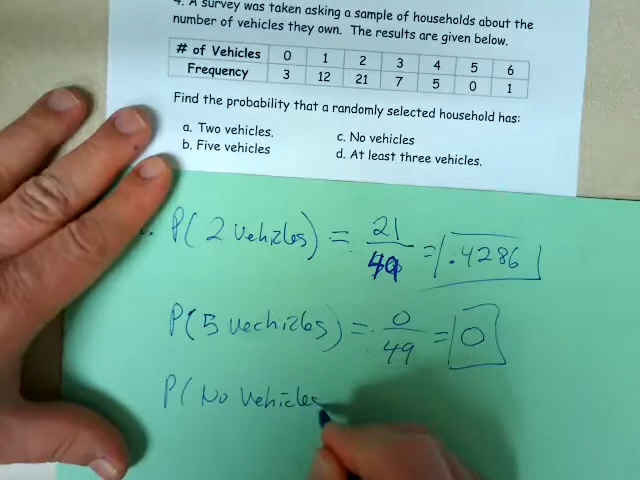 4. A survey was taken asking a sample of households about the
number of vehicles they own. The results are given below.
# of Vehicles 0 1 2 3 4 5 6
Frequency 3 12 21 7 5 0 1
Find the probability that a randomly selected household has:
a. Two vehicles. c. No vehicles
b. Five vehicles d. At least three vehicles.
P(2 vehicles) = 21/49 = .4286
P(5 vechicles) = 0/49 = 0
P(No vehicles